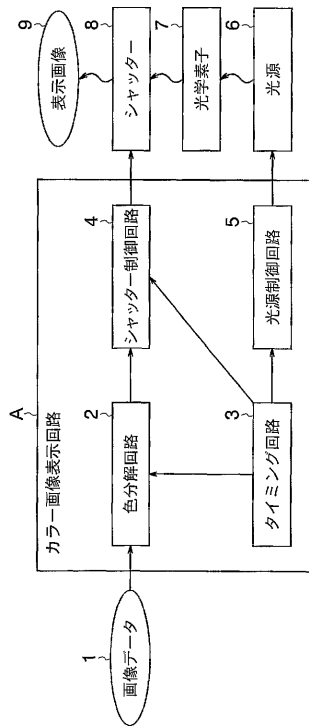 A
カラー画像表示回路
1
画像データ
2
色分解回路
3
タイミング回路
4
シャッター制御回路
5
光源制御回路
6
光源
7
光学素子
8
シャッター
9
表示画像